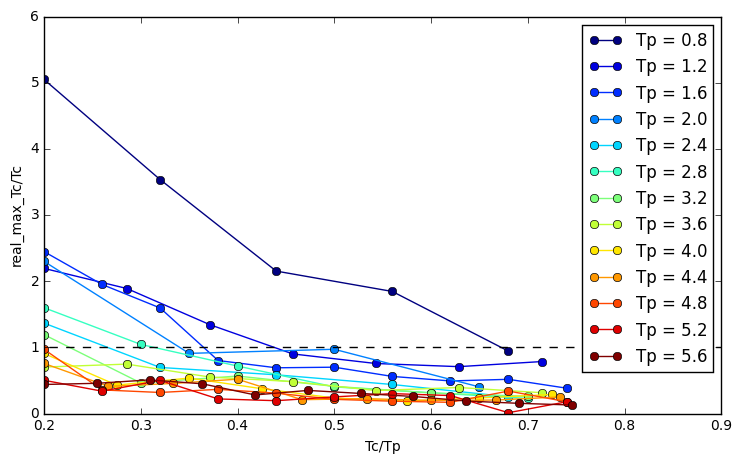 6
5
4
3
2
1
0
real_max_Tc/Tc
0.2 0.3 0.4 0.5 0.6 0.7 0.8 0.9
Tc/Tp
Tp = 0.8
Tp = 1.2
Tp = 1.6
Tp = 2.0
Tp = 2.4
Tp = 2.8
Tp = 3.2
Tp = 3.6
Tp = 4.0
Tp = 4.4
Tp = 4.8
Tp = 5.2
Tp = 5.6